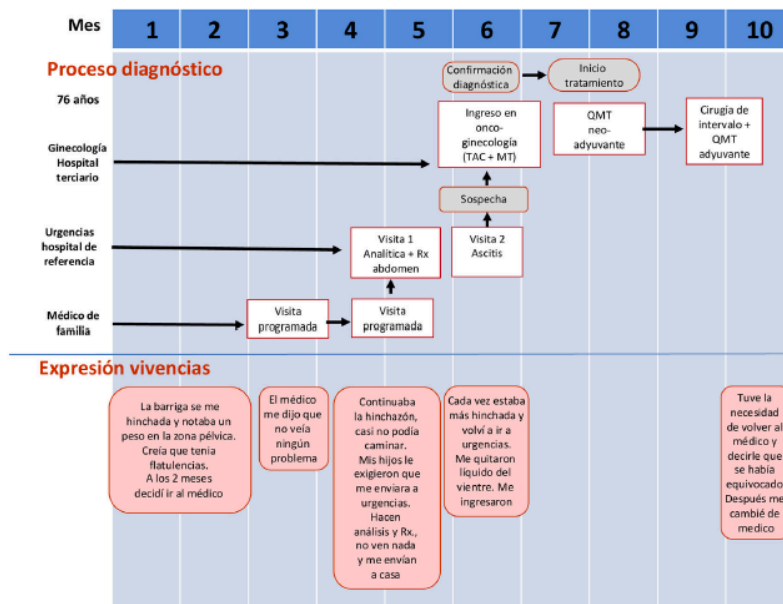 Mes 1 2 3 4 5 6 7 8 9 10
Proceso diagnóstico
Confirmación
diagnóstica
Inicio
tratamiento
76 años
Ginecología
Hospital
terciario
Ingreso en
onco-
ginecología
(TAC + MT)
QMT
neo-
adyuvante
Cirugía de
intervalo +
QMT
adyuvante
Sospecha
Urgencias
hospital de
referencia
Visita 1
Analítica + Rx
abdomen
Visita 2
Ascitis
Médico de
familia
Visita
programada
Visita
programada
Expresión vivencias
La barriga se me
hinchada y notaba un
peso en la zona pélvica.
Creía que tenia
flatulencias.
A los 2 meses
decidí ir al médico
El médico
me dijo que
no veía
ningún
problema
Continuaba
la hinchazón,
casi no podía
caminar.
Mis hijos le
exigieron que
me enviara a
urgencias.
Hacen
análisis y Rx.,
no ven nada
y me envían
a casa
Cada vez estaba
más hinchada y
volví a ir a
urgencias.
Me quitaron
líquido del
vientre. Me
ingresaron
Tuve la
necesidad
de volver al
médico y
decirle que
se había
equivocado
Después me
cambié de
medico